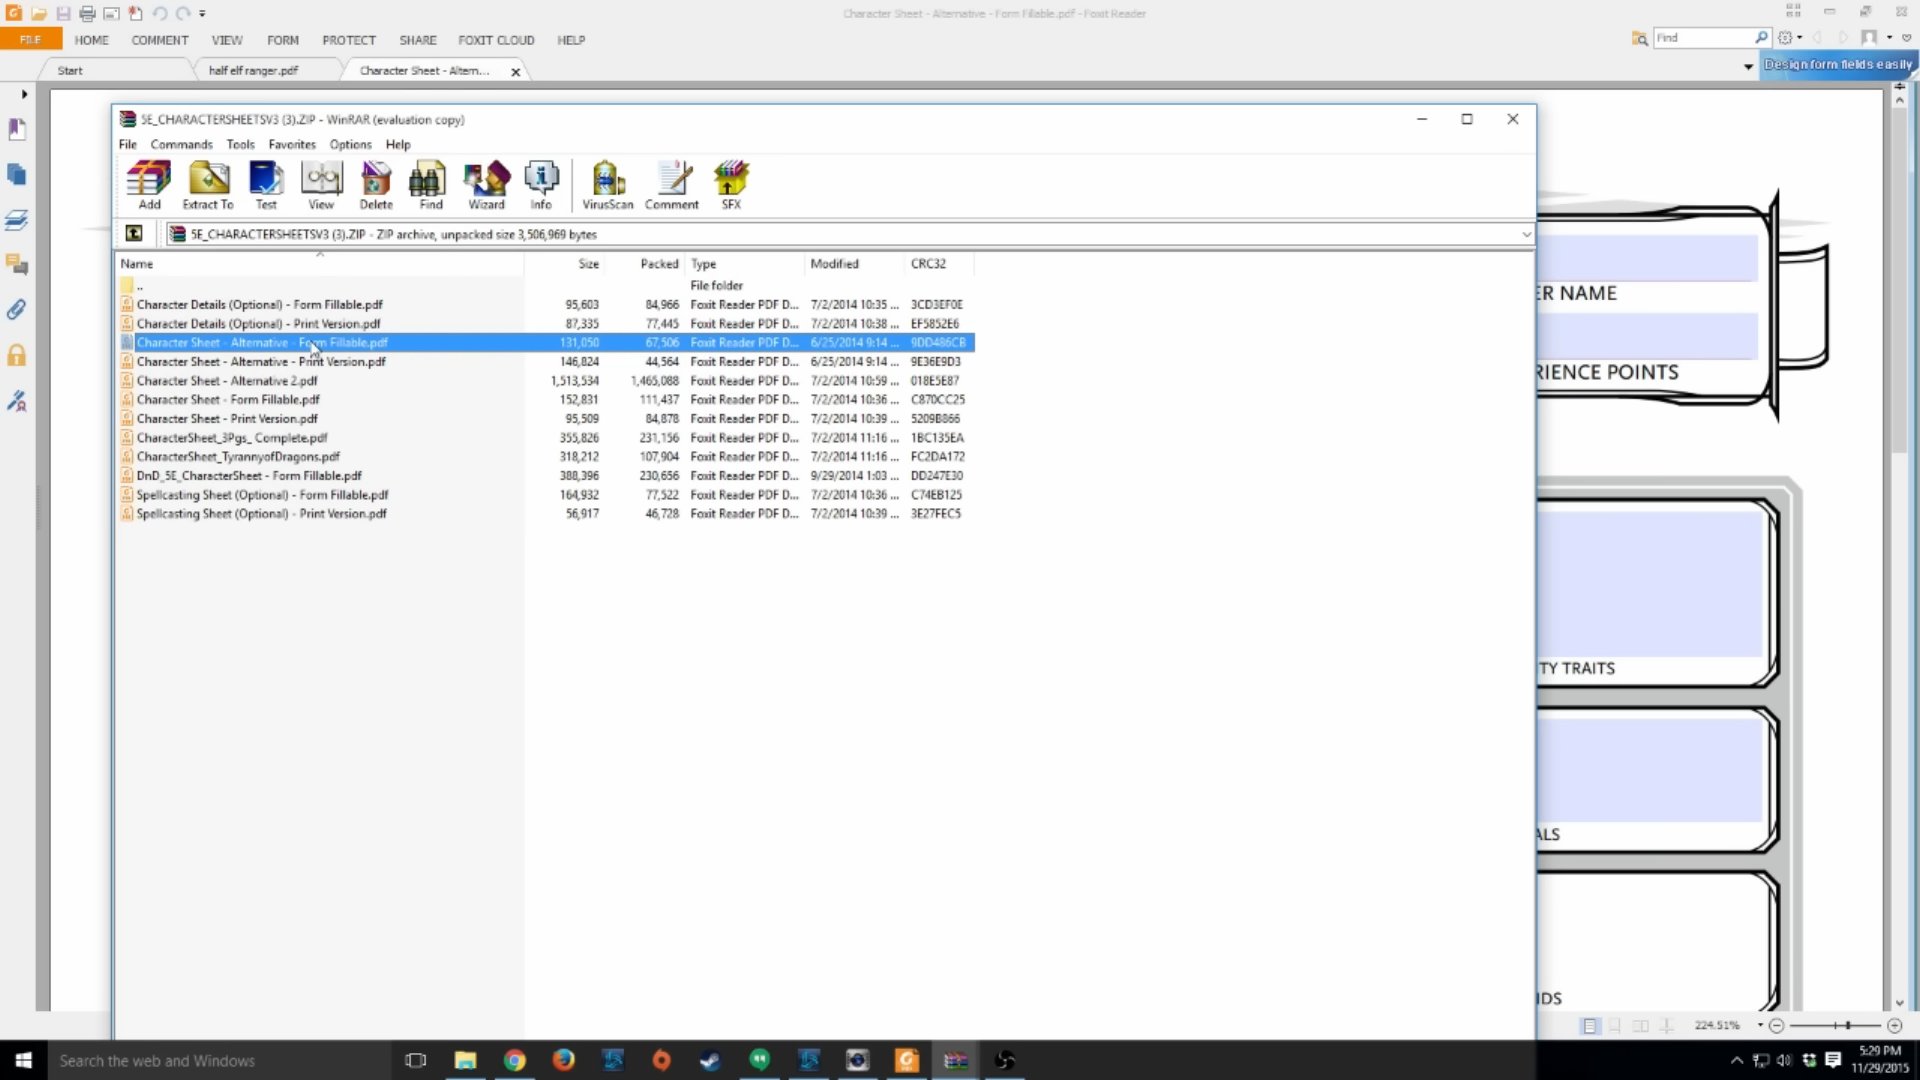 Character Sheet - Alternative - Form Fillable.pdf - Foxit Reader
FILE HOME COMMENT VIEW FORM PROTECT SHARE FOXIT CLOUD HELP
Find
Start half elf ranger.pdf Character Sheet - Altern...
Design form fields easily
5E_CHARACTERSHEETSV3 (3).ZIP - WinRAR (evaluation copy)
File Commands Tools Favorites Options Help
Add Extract To Test View Delete Find Wizard Info VirusScan Comment SFX
5E_CHARACTERSHEETSV3 (3).ZIP - ZIP archive, unpacked size 3,506,969 bytes
Name Size Packed Type Modified CRC32
.. File folder
Character Details (Optional) - Form Fillable.pdf 95,603 84,966 Foxit Reader PDF D... 7/2/2014 10:35 ... 3CD3EF0E
Character Details (Optional) - Print Version.pdf 87,335 77,445 Foxit Reader PDF D... 7/2/2014 10:38 ... EF5852E6
Character Sheet - Alternative - Form Fillable.pdf 131,050 67,506 Foxit Reader PDF D... 6/25/2014 9:14 ... 9DD486CB
Character Sheet - Alternative - Print Version.pdf 146,824 44,564 Foxit Reader PDF D... 6/25/2014 9:14 ... 9E36E9D3
Character Sheet - Alternative 2.pdf 1,513,534 1,465,088 Foxit Reader PDF D... 7/2/2014 10:59 ... 018E5E87
Character Sheet - Form Fillable.pdf 152,831 111,437 Foxit Reader PDF D... 7/2/2014 10:36 ... C870CC25
Character Sheet - Print Version.pdf 95,509 84,878 Foxit Reader PDF D... 7/2/2014 10:39 ... 5209B866
CharacterSheet_3Pgs_ Complete.pdf 355,826 231,156 Foxit Reader PDF D... 7/2/2014 11:16 ... 1BC135EA
CharacterSheet_TyrannyofDragons.pdf 318,212 107,904 Foxit Reader PDF D... 7/2/2014 11:16 ... FC2DA172
DnD_5E_CharacterSheet - Form Fillable.pdf 388,396 230,656 Foxit Reader PDF D... 9/29/2014 1:03 ... DD247E30
Spellcasting Sheet (Optional) - Form Fillable.pdf 164,932 77,522 Foxit Reader PDF D... 7/2/2014 10:36 ... C74EB125
Spellcasting Sheet (Optional) - Print Version.pdf 56,917 46,728 Foxit Reader PDF D... 7/2/2014 10:39 ... 3E27FEC5
ER NAME
RIENCE POINTS
TY TRAITS
ALS
IDS
224.51%
Search the web and Windows
5:29 PM
11/29/2015